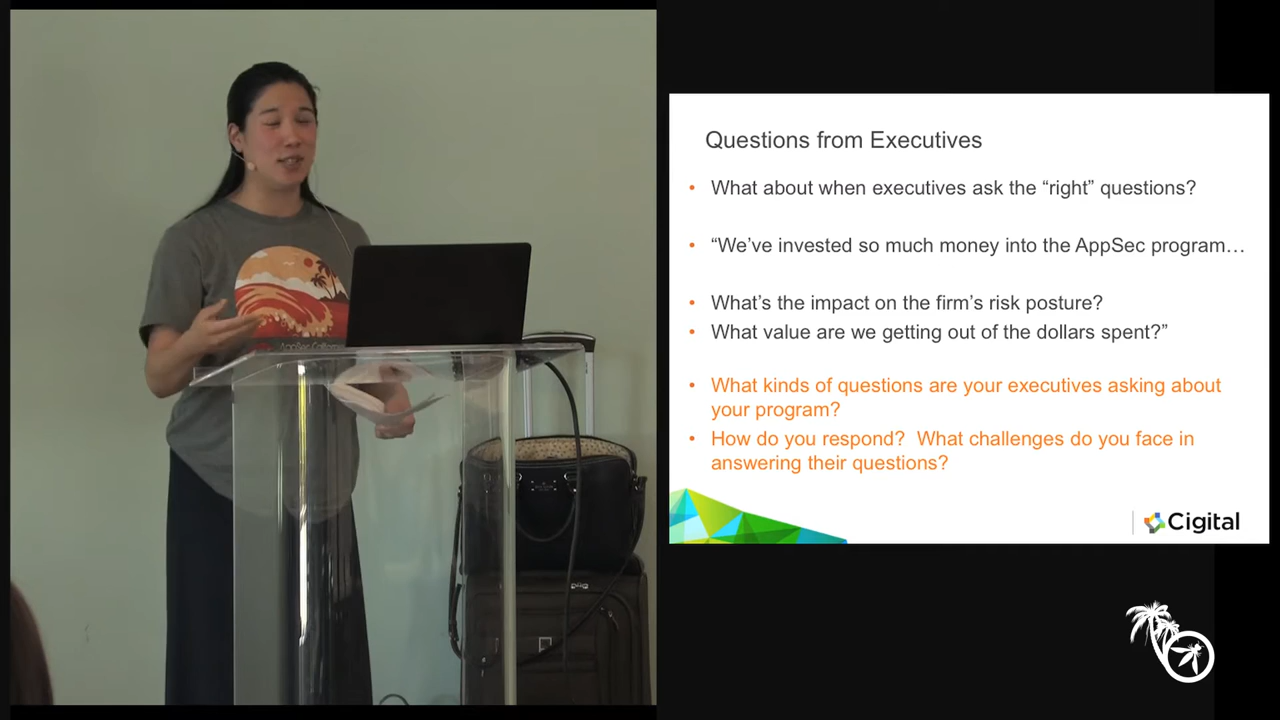 Questions from Executives
• What about when executives ask the “right” questions?
• “We’ve invested so much money into the AppSec program…
• What’s the impact on the firm’s risk posture?
• What value are we getting out of the dollars spent?”
• What kinds of questions are your executives asking about
your program?
• How do you respond?  What challenges do you face in
answering their questions?
Cigital